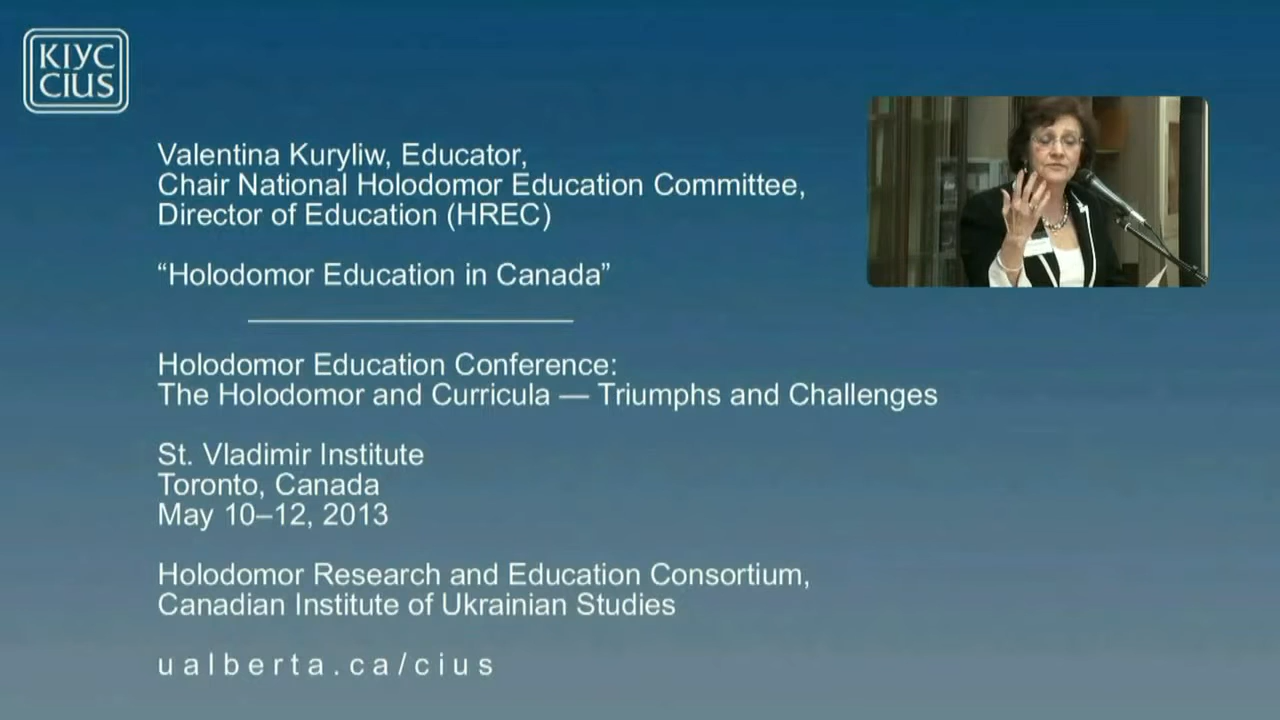 КІУС
CIUS
Valentina Kuryliw, Educator,
Chair National Holodomor Education Committee,
Director of Education (HREC)
“Holodomor Education in Canada”
Holodomor Education Conference:
The Holodomor and Curricula — Triumphs and Challenges
St. Vladimir Institute
Toronto, Canada
May 10–12, 2013
Holodomor Research and Education Consortium,
Canadian Institute of Ukrainian Studies
ualberta.ca/cius